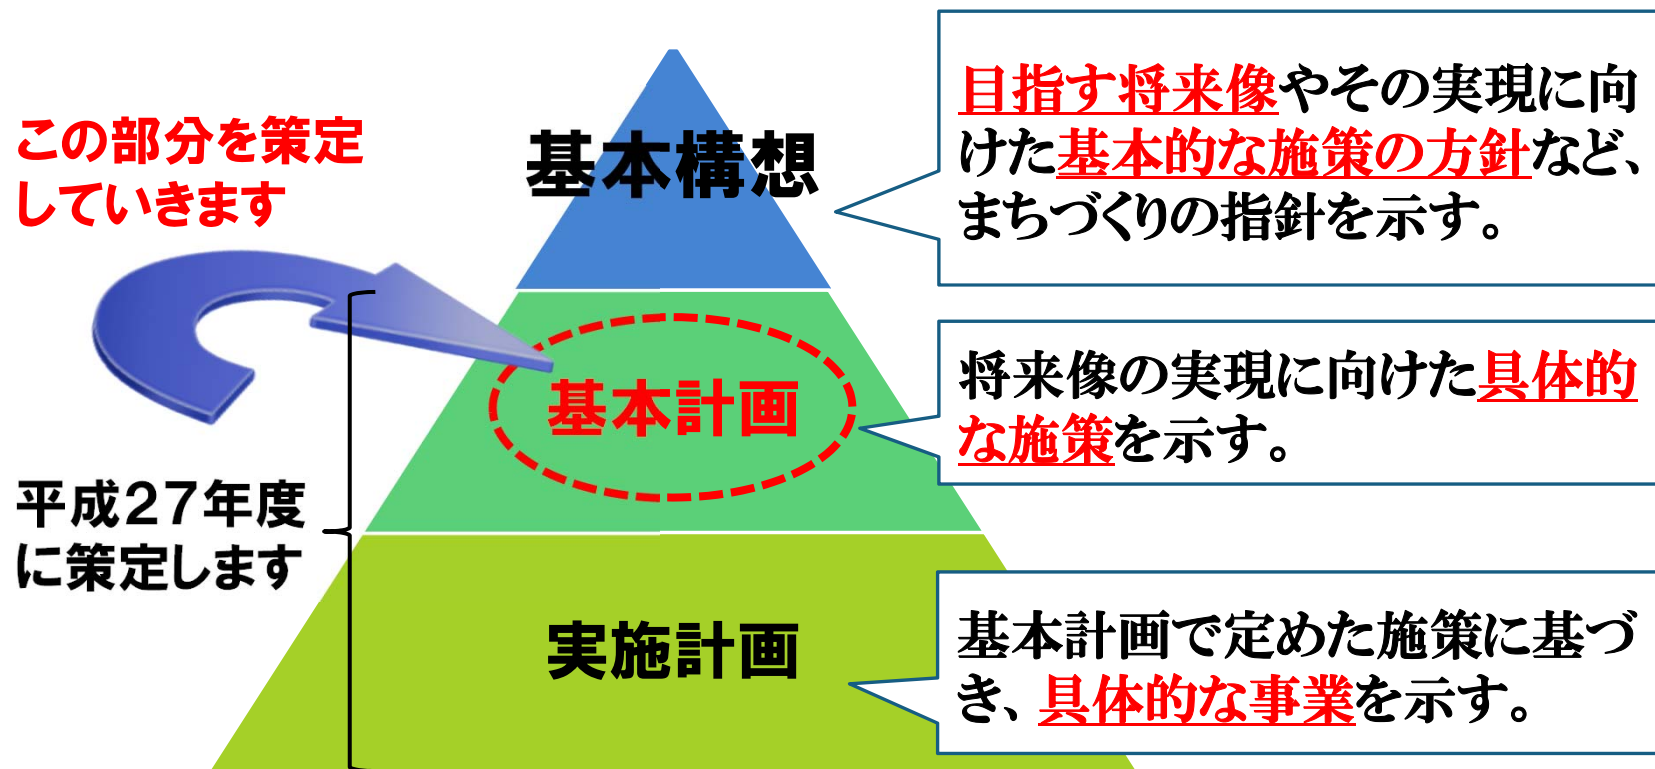 この部分を策定
していきます
基本構想
目指す将来像やその実現に向
けた基本的な施策の方針など、
まちづくりの指針を示す。
基本計画
将来像の実現に向けた具体的
な施策を示す。
平成27年度
に策定します
実施計画
基本計画で定めた施策に基づ
き、具体的な事業を示す。